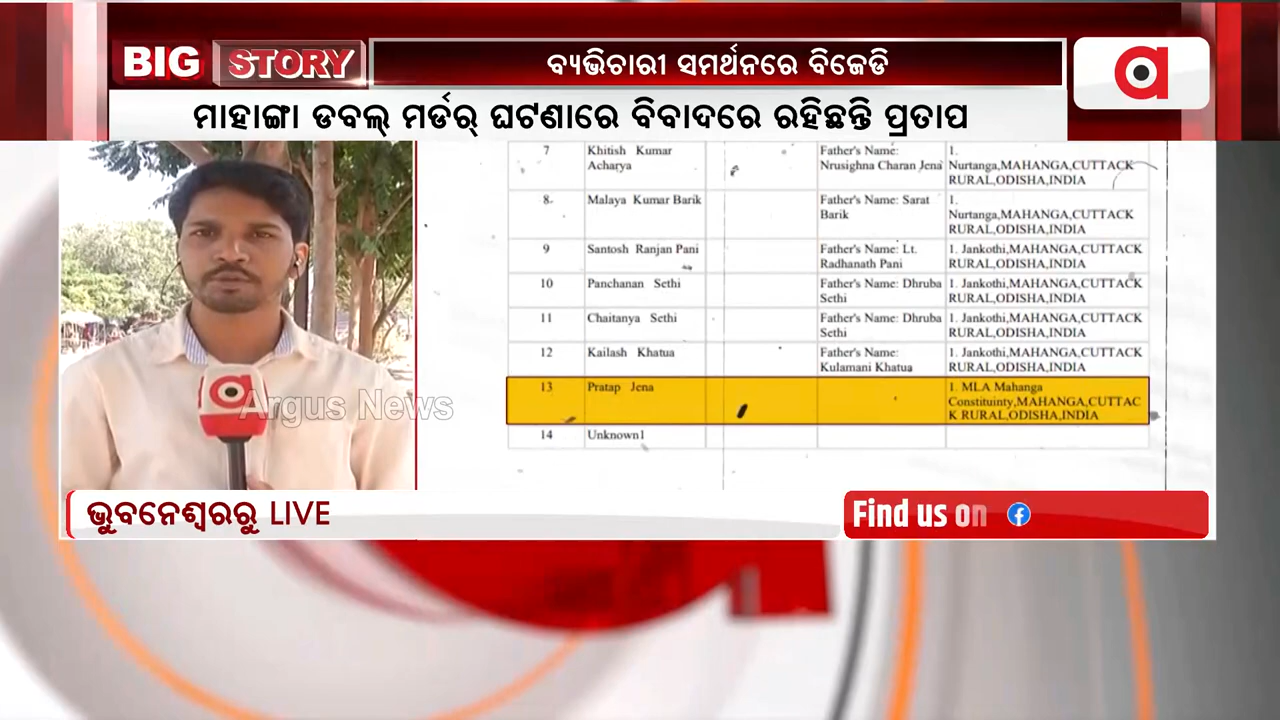 BIG STORY
ବ୍ୟଭିଚାରୀ ସମର୍ଥନରେ ବିଜେଡି
a
ମାହାଙ୍ଗା ଡବଲ୍ ମର୍ଡର୍ ଘଟଣାରେ ବିବାଦରେ ରହିଛନ୍ତି ପ୍ରତାପ
7 Khitish Kumar Father's Name: 1.
Acharya Nrusighna Charan Jena Nurtanga,MAHANGA,CUTTACK
RURAL,ODISHA,INDIA
8 Malaya Kumar Barik Father's Name: Sarat 1.
Barik Nurtanga,MAHANGA,CUTTACK
RURAL,ODISHA,INDIA
9 Santosh Ranjan Pani Father's Name: Lt. 1. Jankothi,MAHANGA,CUTTACK
Radhanath Pani RURAL,ODISHA,INDIA
10 Panchanan Sethi Father's Name: Dhruba 1. Jankothi,MAHANGA,CUTTACK
Sethi RURAL,ODISHA,INDIA
11 Chaitanya Sethi Father's Name: Dhruba 1. Jankothi,MAHANGA,CUTTACK
Sethi RURAL,ODISHA,INDIA
12 Kailash Khatua Father's Name: 1. Jankothi,MAHANGA,CUTTACK
Kulamani Khatua RURAL,ODISHA,INDIA
13 Pratap Jena 1. MLA Mahanga
Constituinty,MAHANGA,CUTTAC
K RURAL,ODISHA,INDIA
14 Unknown1
a
Argus News
ଭୁବନେଶ୍ୱରରୁ LIVE
Find us on